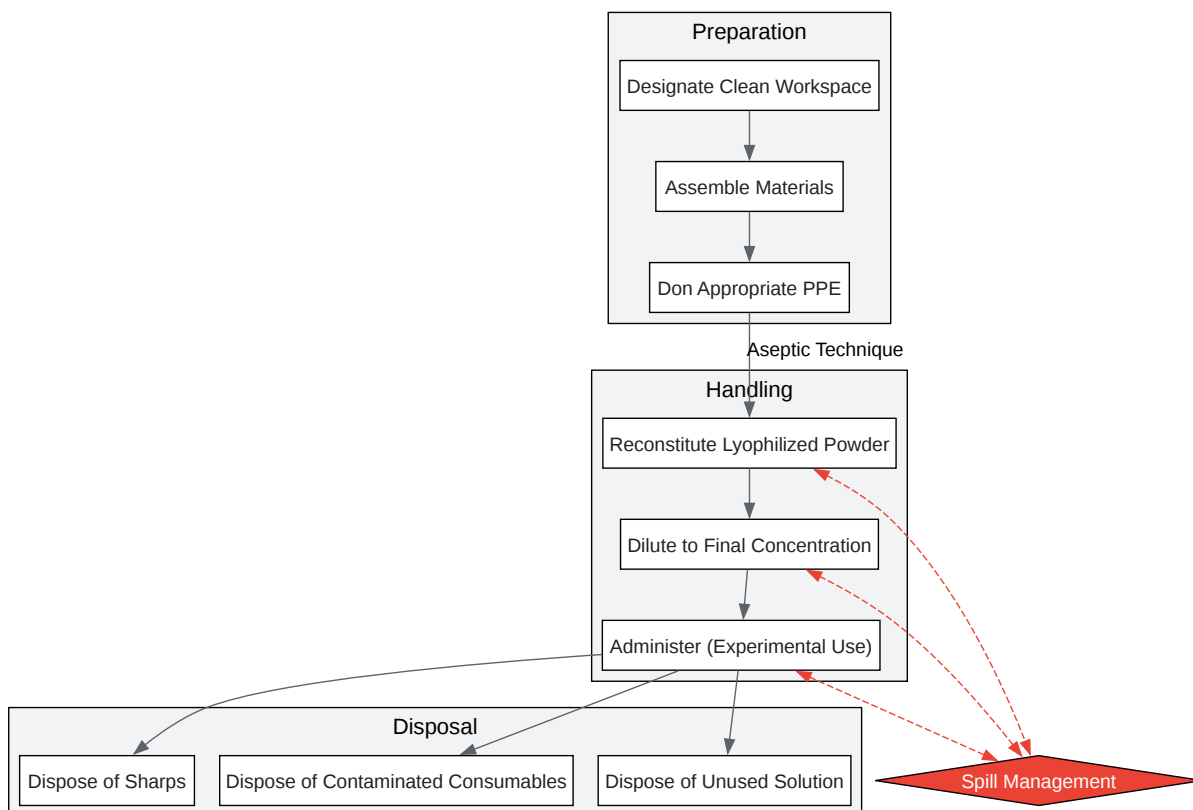 Preparation
Designate Clean Workspace
Assemble Materials
Don Appropriate PPE
Aseptic Technique
Handling
Reconstitute Lyophilized Powder
Dilute to Final Concentration
Administer (Experimental Use)
Disposal
Dispose of Sharps
Dispose of Contaminated Consumables
Dispose of Unused Solution
Spill Management